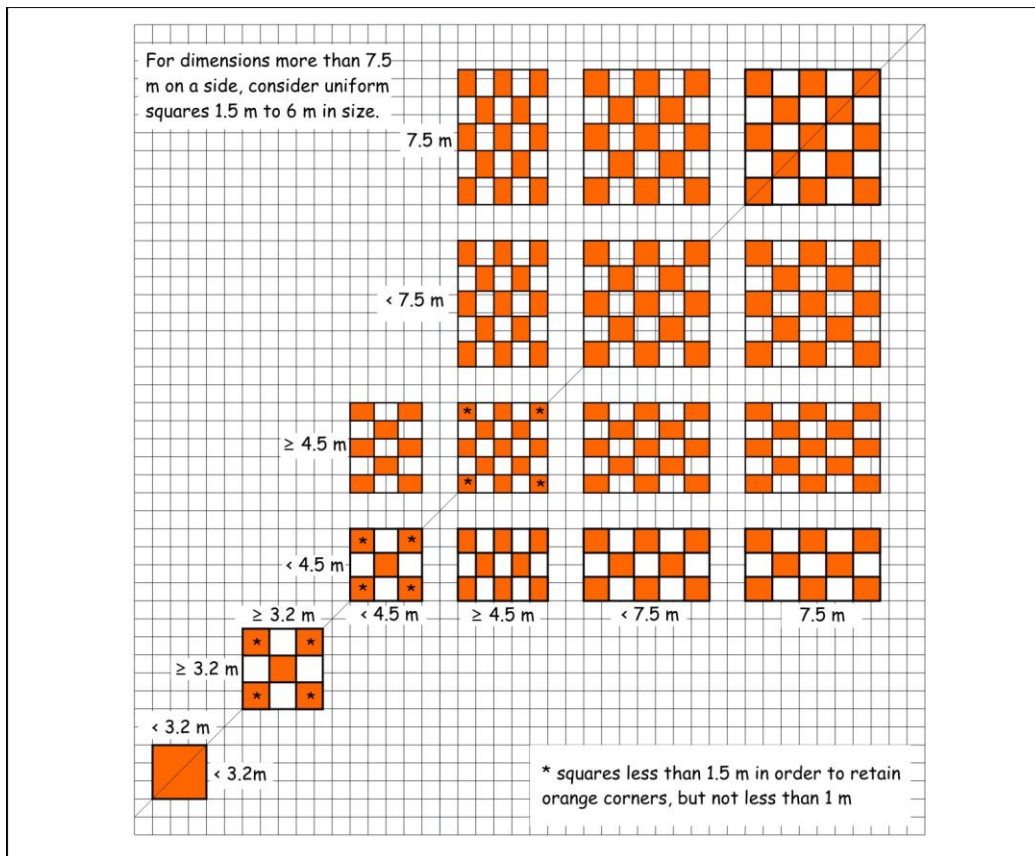 For dimensions more than 7.5
m on a side, consider uniform
squares 1.5 m to 6 m in size.
7.5 m
< 7.5 m
≥ 4.5 m
* *
* *
< 4.5 m
* *
* *
≥ 3.2 m
< 4.5 m
≥ 4.5 m
< 7.5 m
7.5 m
≥ 3.2 m
* *
* *
< 3.2 m
< 3.2m
* squares less than 1.5 m in order to retain
orange corners, but not less than 1 m